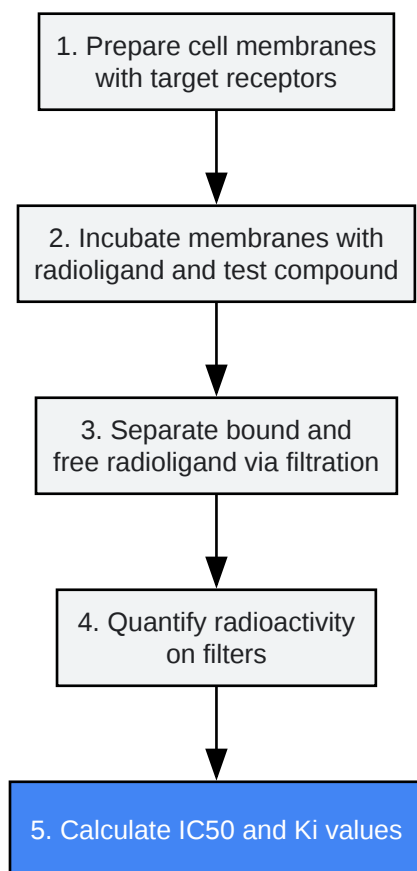 1. Prepare cell membranes
with target receptors
2. Incubate membranes with
radioligand and test compound
3. Separate bound and
free radioligand via filtration
4. Quantify radioactivity
on filters
5. Calculate IC50 and Ki values